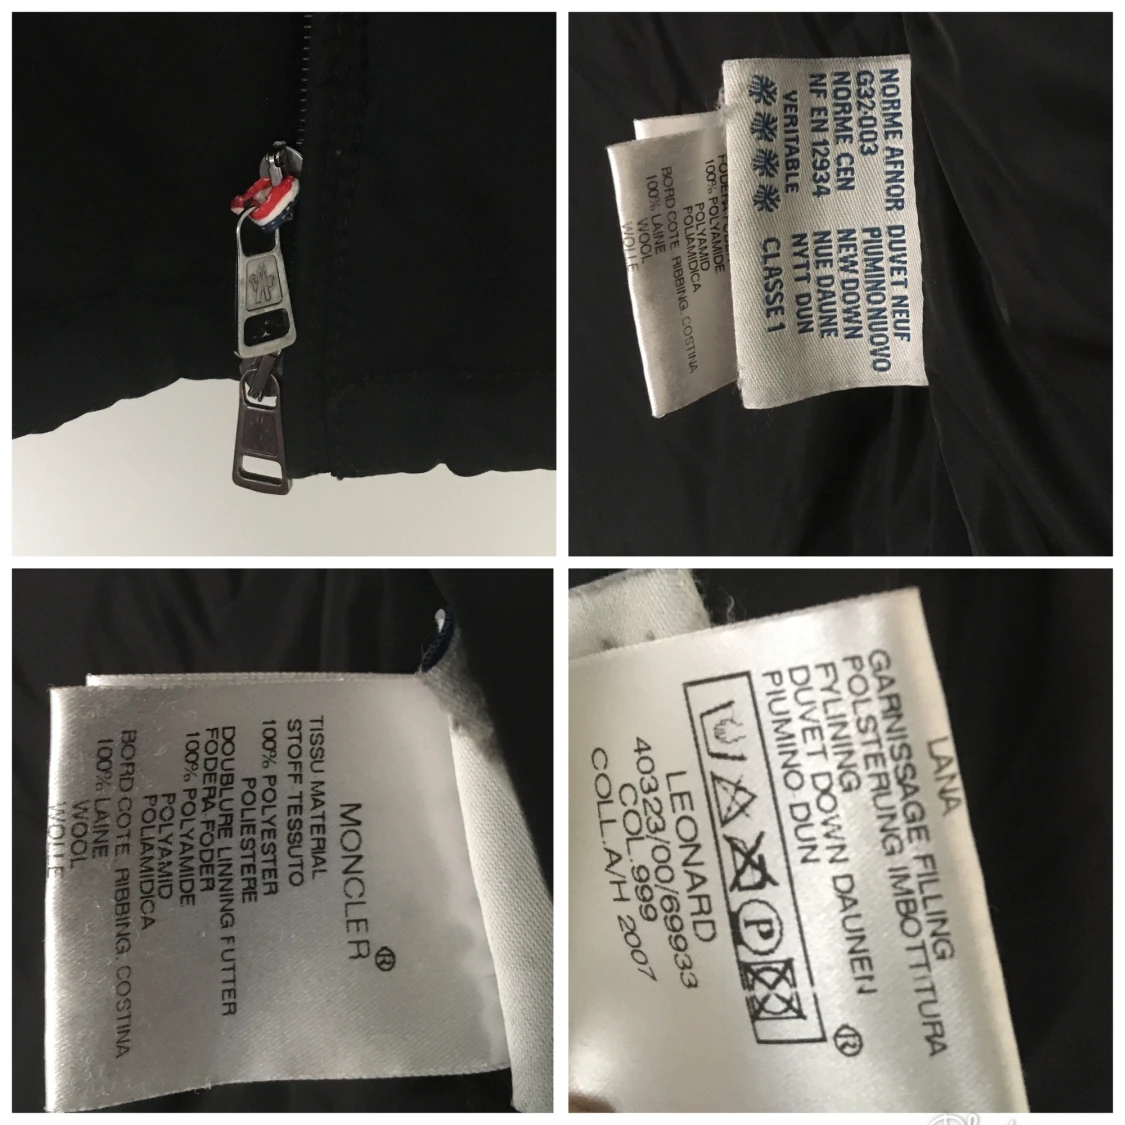 NORME AFNOR DUVET NEUF
G32-003 PIUMINO NUOVO
NORME CEN NEW DOWN
NF EN 12934 NUE DAUNE
VERITABLE NYTT DUN
CLASSE 1
100% POLYAMIDE
POLYAMID
POLIAMIDICA
BORD COTE RIBBING COSTINA
100% LAINE
WOOL
WOLLE
MONCLER ®
TISSU MATERIAL
STOFF TESSUTO
100% POLYESTER
POLIESTERE
DOUBLURE LINNING FUTTER
FODERA FODER
100% POLYAMIDE
POLYAMID
POLIAMIDICA
BORD COTE RIBBING COSTINA
100% LAINE
WOOL
WOLLE
LANA
GARNISSAGE FILLING
POLSTERUNG IMBOTTITURA
FYLINING
DUVET DOWN DAUNEN
PIUMINO DUN
®
P
LEONARD
40323/00/69933
COL.999
COLL.A/H 2007